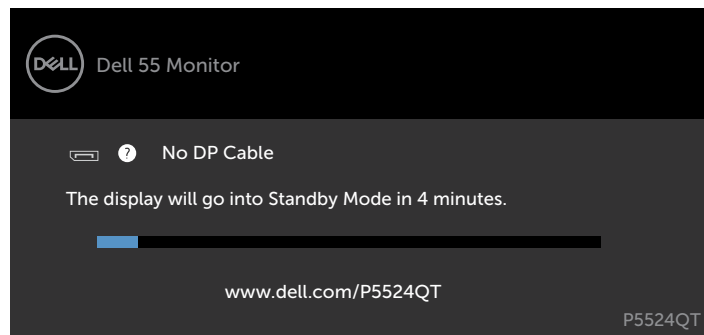 DELL Dell 55 Monitor
? No DP Cable
The display will go into Standby Mode in 4 minutes.
www.dell.com/P5524QT
P5524QT